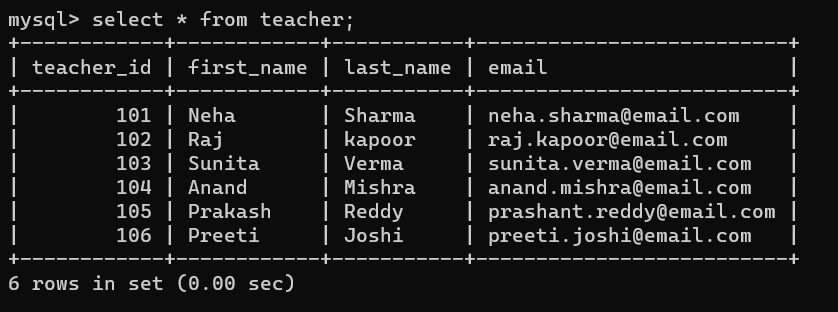 mysql> select * from teacher;
+------------+------------+-----------+--------------------------+
| teacher_id | first_name | last_name | email                    |
+------------+------------+-----------+--------------------------+
|        101 | Neha       | Sharma    | neha.sharma@email.com    |
|        102 | Raj        | kapoor    | raj.kapoor@email.com     |
|        103 | Sunita     | Verma     | sunita.verma@email.com   |
|        104 | Anand      | Mishra    | anand.mishra@email.com   |
|        105 | Prakash    | Reddy     | prashant.reddy@email.com |
|        106 | Preeti     | Joshi     | preeti.joshi@email.com   |
+------------+------------+-----------+--------------------------+
6 rows in set (0.00 sec)